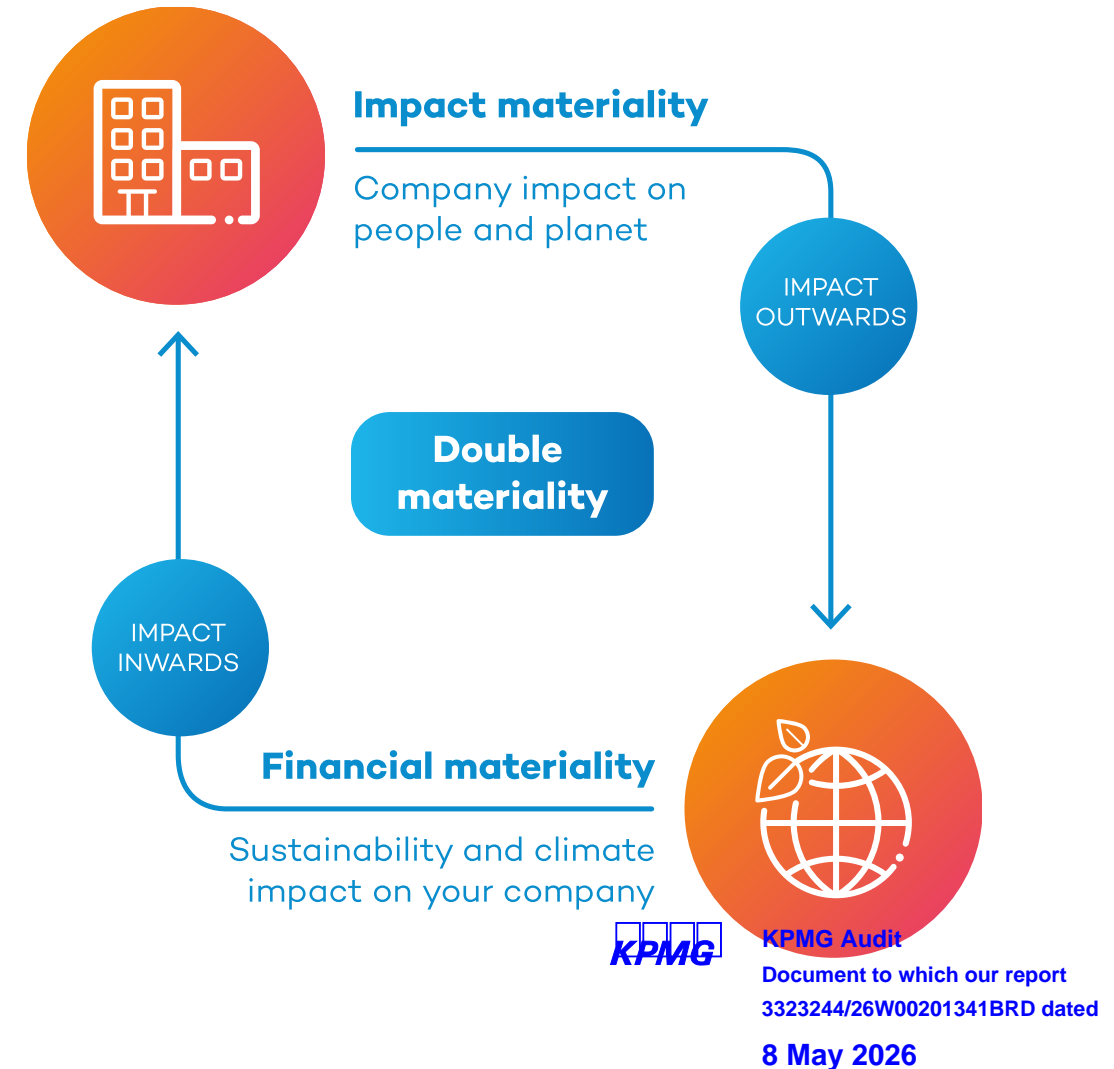 Impact materiality
Company impact on
people and planet
IMPACT
OUTWARDS
Double
materiality
IMPACT
INWARDS
Financial materiality
Sustainability and climate
impact on your company
KPMG
KPMG Audit
Document to which our report
3323244/26W00201341BRD dated
8 May 2026